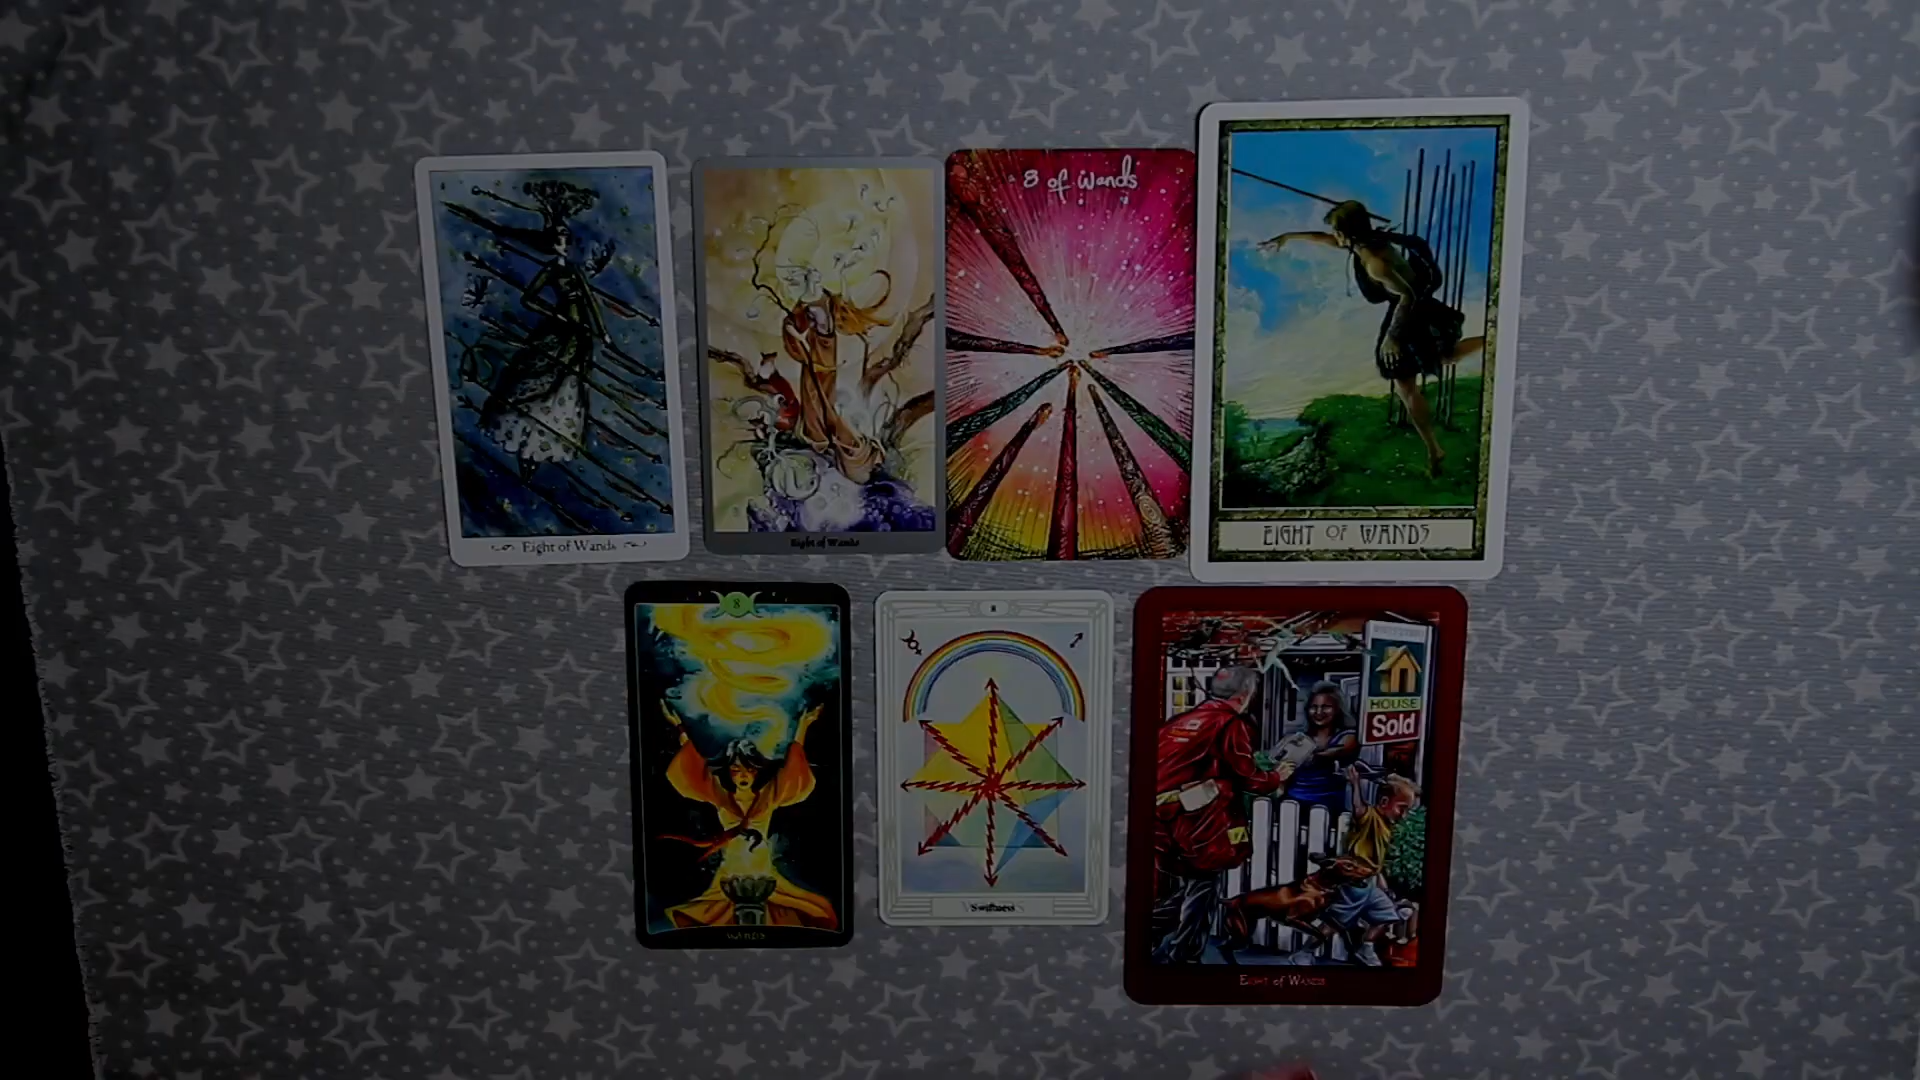 Eight of Wands
Eight of Wands
8 of wands
EIGHT OF WANDS
8
WANDS
8
Swiftness
HOUSE
Sold
Eight of Wands